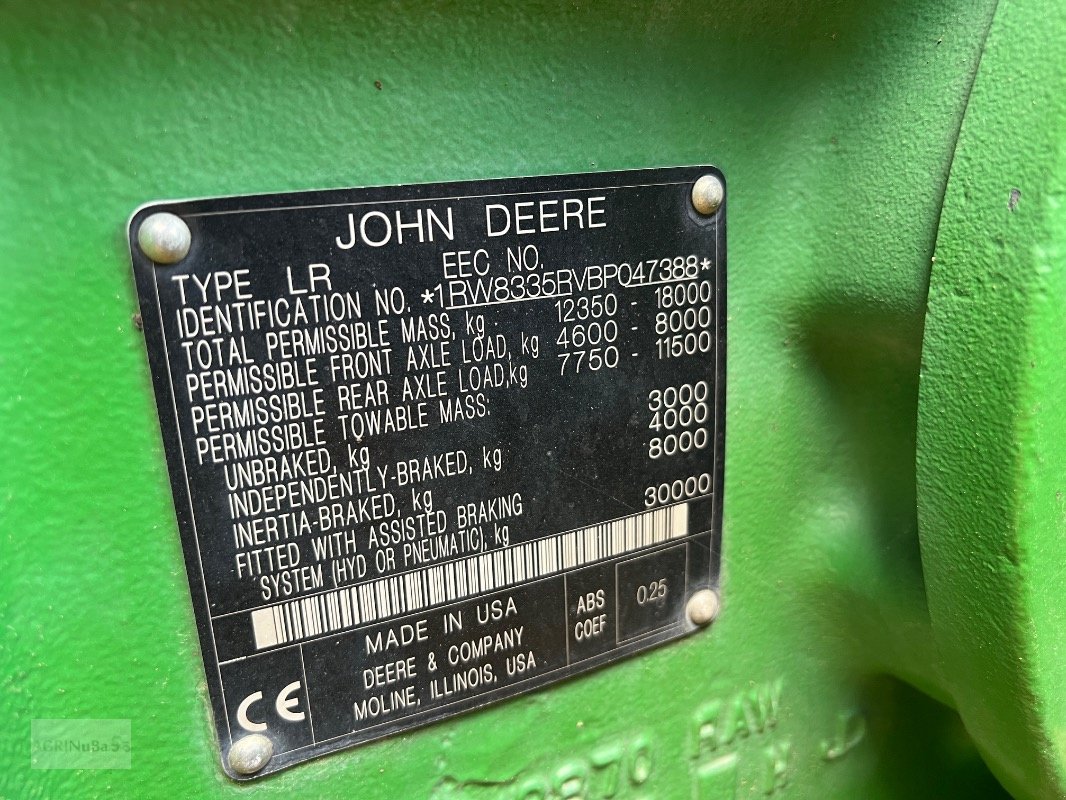 JOHN DEERE
TYPE LR EEC NO.
IDENTIFICATION NO. *1RW8335RVBP047388*
TOTAL PERMISSIBLE MASS, kg 12350 - 18000
PERMISSIBLE FRONT AXLE LOAD, kg 4600 - 8000
PERMISSIBLE REAR AXLE LOAD,kg 7750 - 11500
PERMISSIBLE TOWABLE MASS:
UNBRAKED, kg 3000
INDEPENDENTLY-BRAKED, kg 4000
INERTIA-BRAKED, kg 8000
FITTED WITH ASSISTED BRAKING
SYSTEM (HYD OR PNEUMATIC), kg 30000
MADE IN USA
DEERE & COMPANY
MOLINE, ILLINOIS, USA
ABS
COEF
0.25
CE
RAW